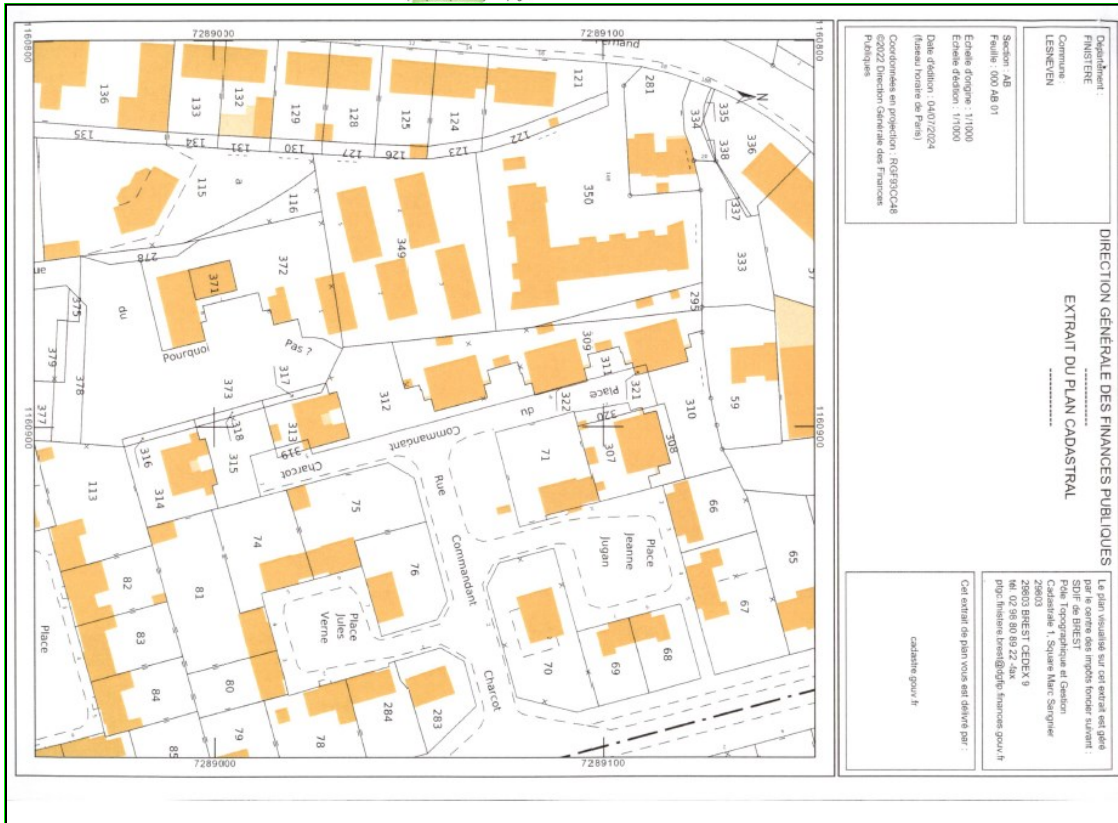 Département :
FINISTERE
Commune :
LESNEVEN
Section : AB
Feuille : 000 AB 01
Échelle d'origine : 1/1000
Échelle d'édition : 1/1000
Date d'édition : 04/07/2024
(fuseau horaire de Paris)
Coordonnées en projection : RGF93CC48
©2022 Direction Générale des Finances
Publiques
DIRECTION GÉNÉRALE DES FINANCES PUBLIQUES
EXTRAIT DU PLAN CADASTRAL
Le plan visualisé sur cet extrait est géré
par le centre des impôts foncier suivant :
SDIF de BREST
Pôle Topographique et Gestion
Cadastrale 1, Square Marc Sangnier
29803
29803 BREST CEDEX 9
tél. 02 98 80 89 22 -fax
ptgc.finistere.brest@dgfip.finances.gouv.fr
Cet extrait de plan vous est délivré par :
cadastre.gouv.fr
7289000
7289100
1160800
1160800
1160900
1160900
7289000
7289100
N
136
133
132
129
128
125
124
121
281
335
334
338
336
337
333
135
134
131
130
127
126
123
122
115
a
116
350
349
278
372
371
295
du
Pourquoi
Pas ?
375
379
378
377
373
317
312
309
311
321
322
320
310
59
Place
du
Commandant
Charcot
318
313
319
315
316
314
307
308
71
113
75
74
76
Rue
Commandant
Charcot
Place
Jeanne
Jugan
66
65
67
68
69
70
82
81
83
84
80
79
78
85
Place
Jules
Verne
284
283
Place